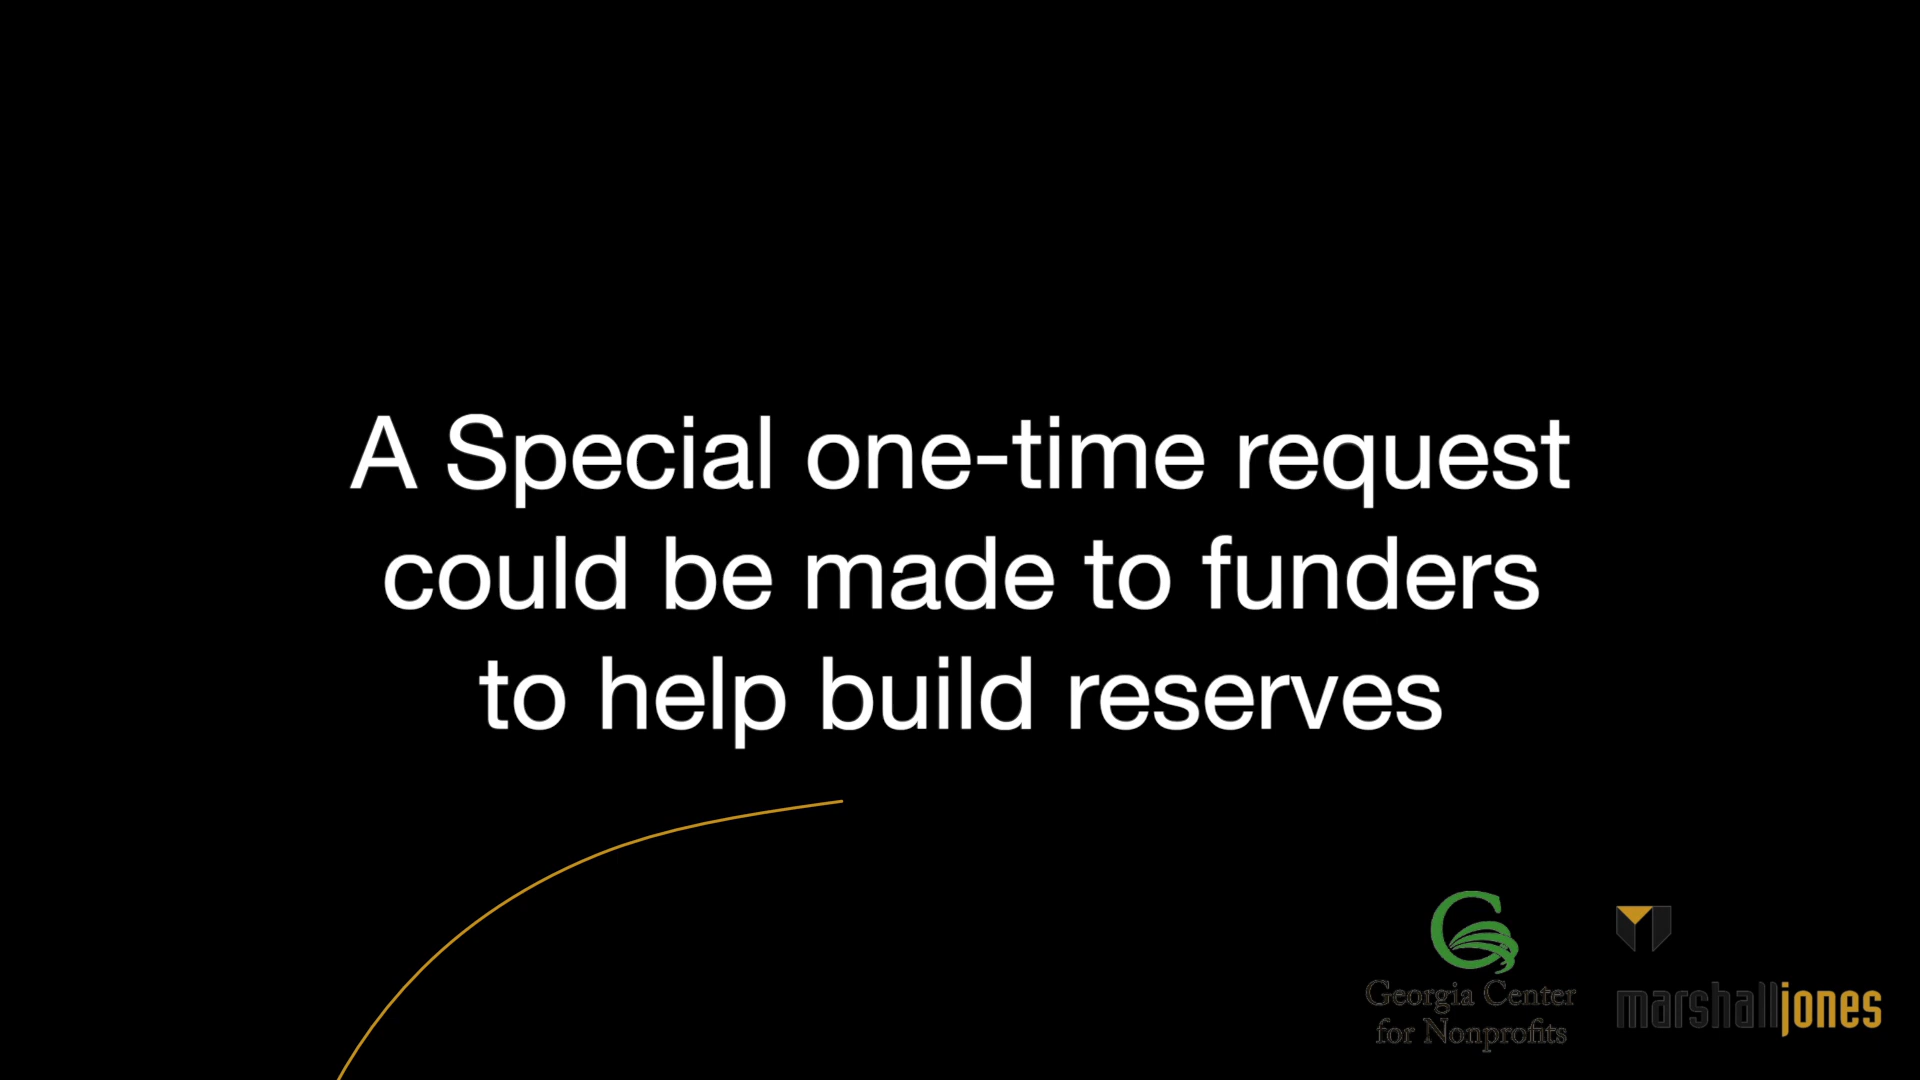 A Special one-time request
could be made to funders
to help build reserves
Georgia Center
for Nonprofits
marshalljones